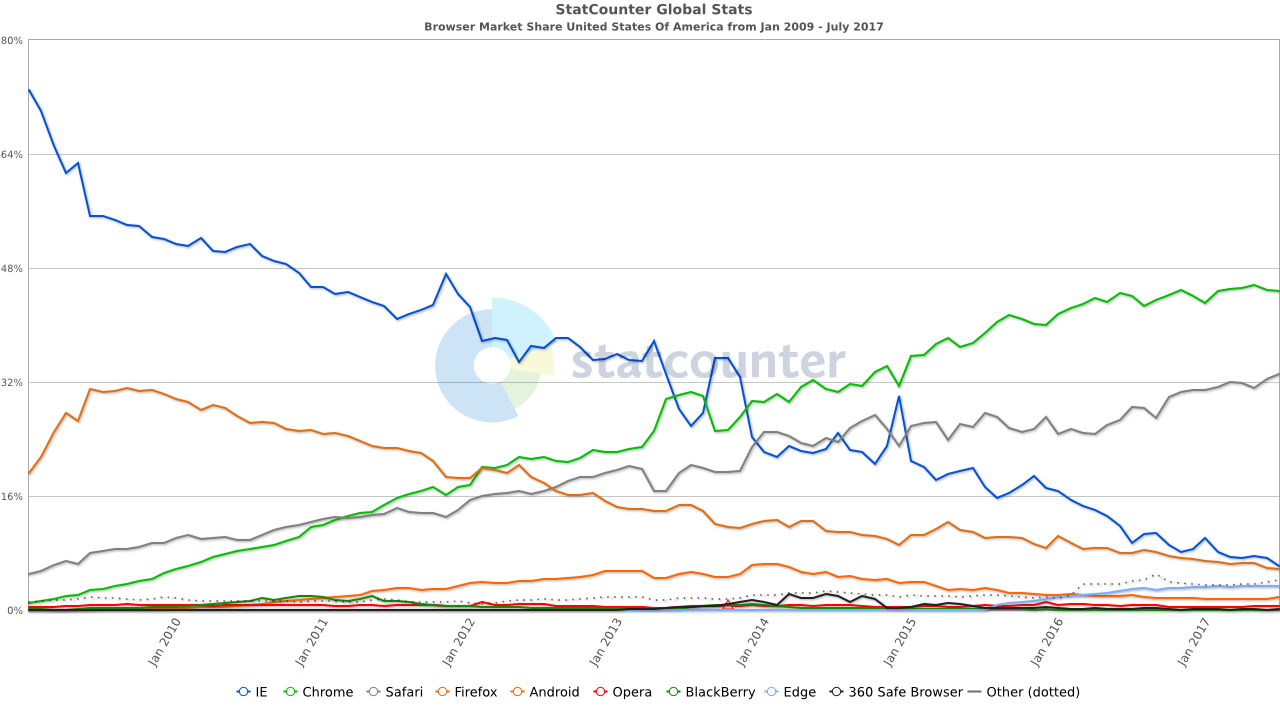 StatCounter Global Stats
Browser Market Share United States Of America from Jan 2009 - July 2017
80%
64%
48%
statcounter
32%
16%
0%
Jan 2010 Jan 2011 Jan 2012 Jan 2013 Jan 2014 Jan 2015 Jan 2016 Jan 2017
IE Chrome Safari Firefox Android Opera BlackBerry Edge 360 Safe Browser Other (dotted)